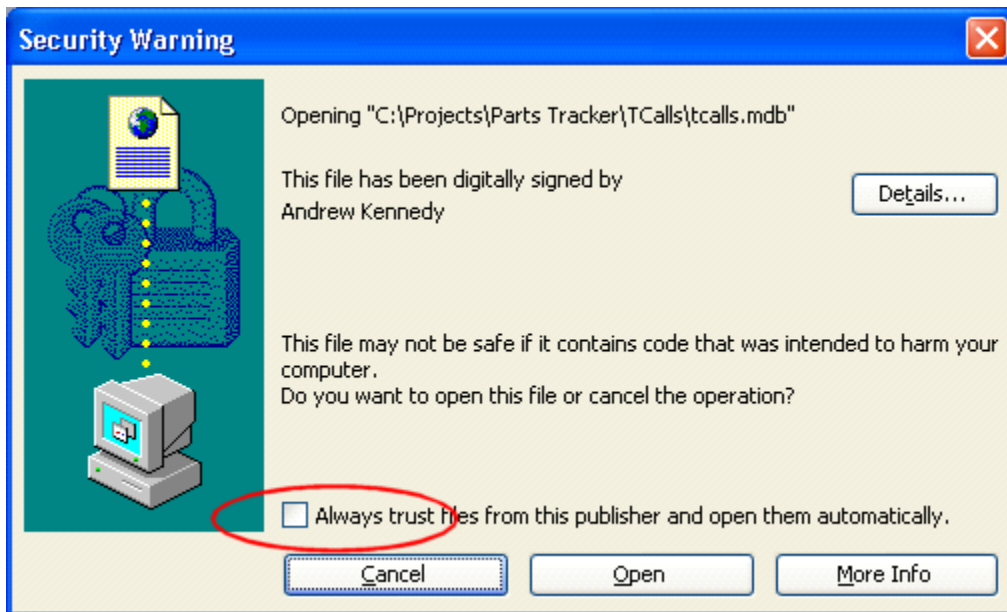 Security Warning
Opening "C:\Projects\Parts Tracker\TCalls\tcalls.mdb"
This file has been digitally signed by
Andrew Kennedy
Details...
This file may not be safe if it contains code that was intended to harm your
computer.
Do you want to open this file or cancel the operation?
Always trust files from this publisher and open them automatically.
Cancel
Open
More Info